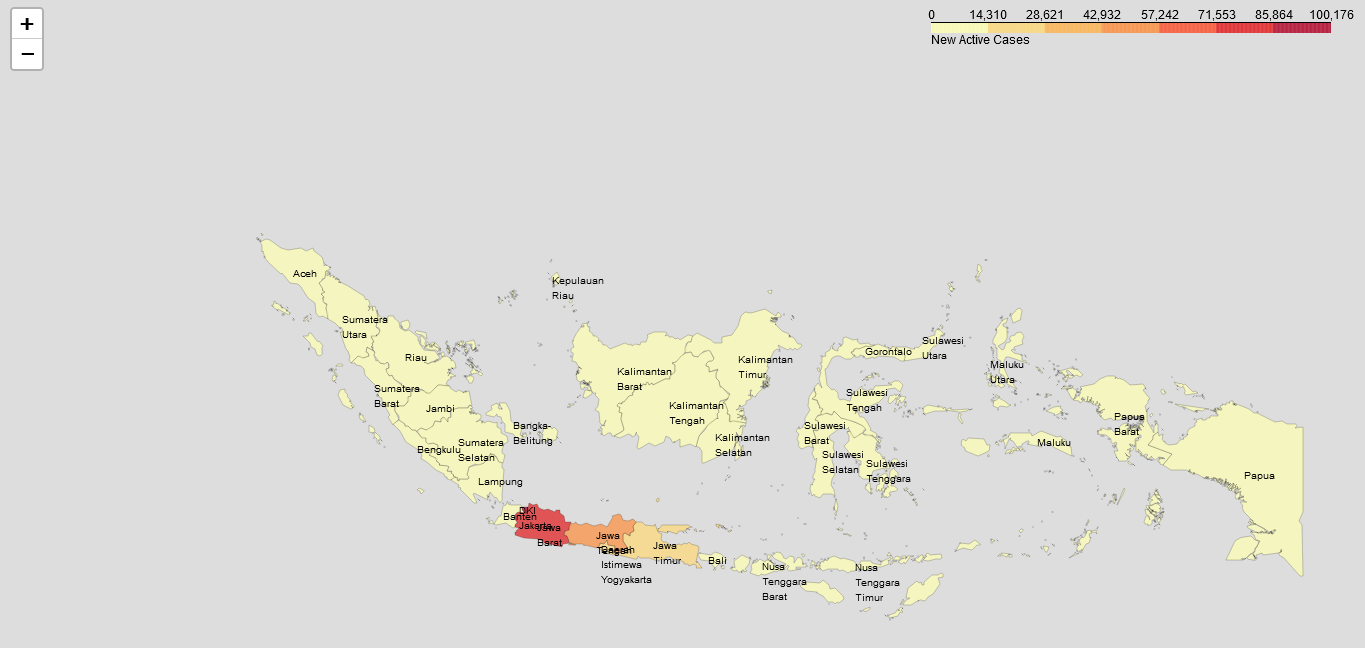 +
−
0 14,310 28,621 42,932 57,242 71,553 85,864 100,176
New Active Cases
Aceh
Kepulauan
Riau
Sumatera
Utara
Riau
Sumatera
Barat
Jambi
Bangka-
Belitung
Bengkulu
Sumatera
Selatan
Lampung
Kalimantan
Barat
Kalimantan
Timur
Kalimantan
Tengah
Kalimantan
Selatan
Gorontalo
Sulawesi
Utara
Sulawesi
Tengah
Sulawesi
Barat
Sulawesi
Selatan
Sulawesi
Tenggara
Maluku
Utara
Maluku
Papua
Barat
Papua
Banten
DKI
Jakarta
Jawa
Barat
Jawa
Tengah
Daerah
Istimewa
Yogyakarta
Jawa
Timur
Bali
Nusa
Tenggara
Barat
Nusa
Tenggara
Timur